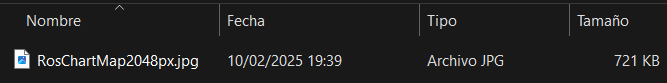 Nombre Fecha Tipo Tamaño
RosChartMap2048px.jpg 10/02/2025 19:39 Archivo JPG 721 KB